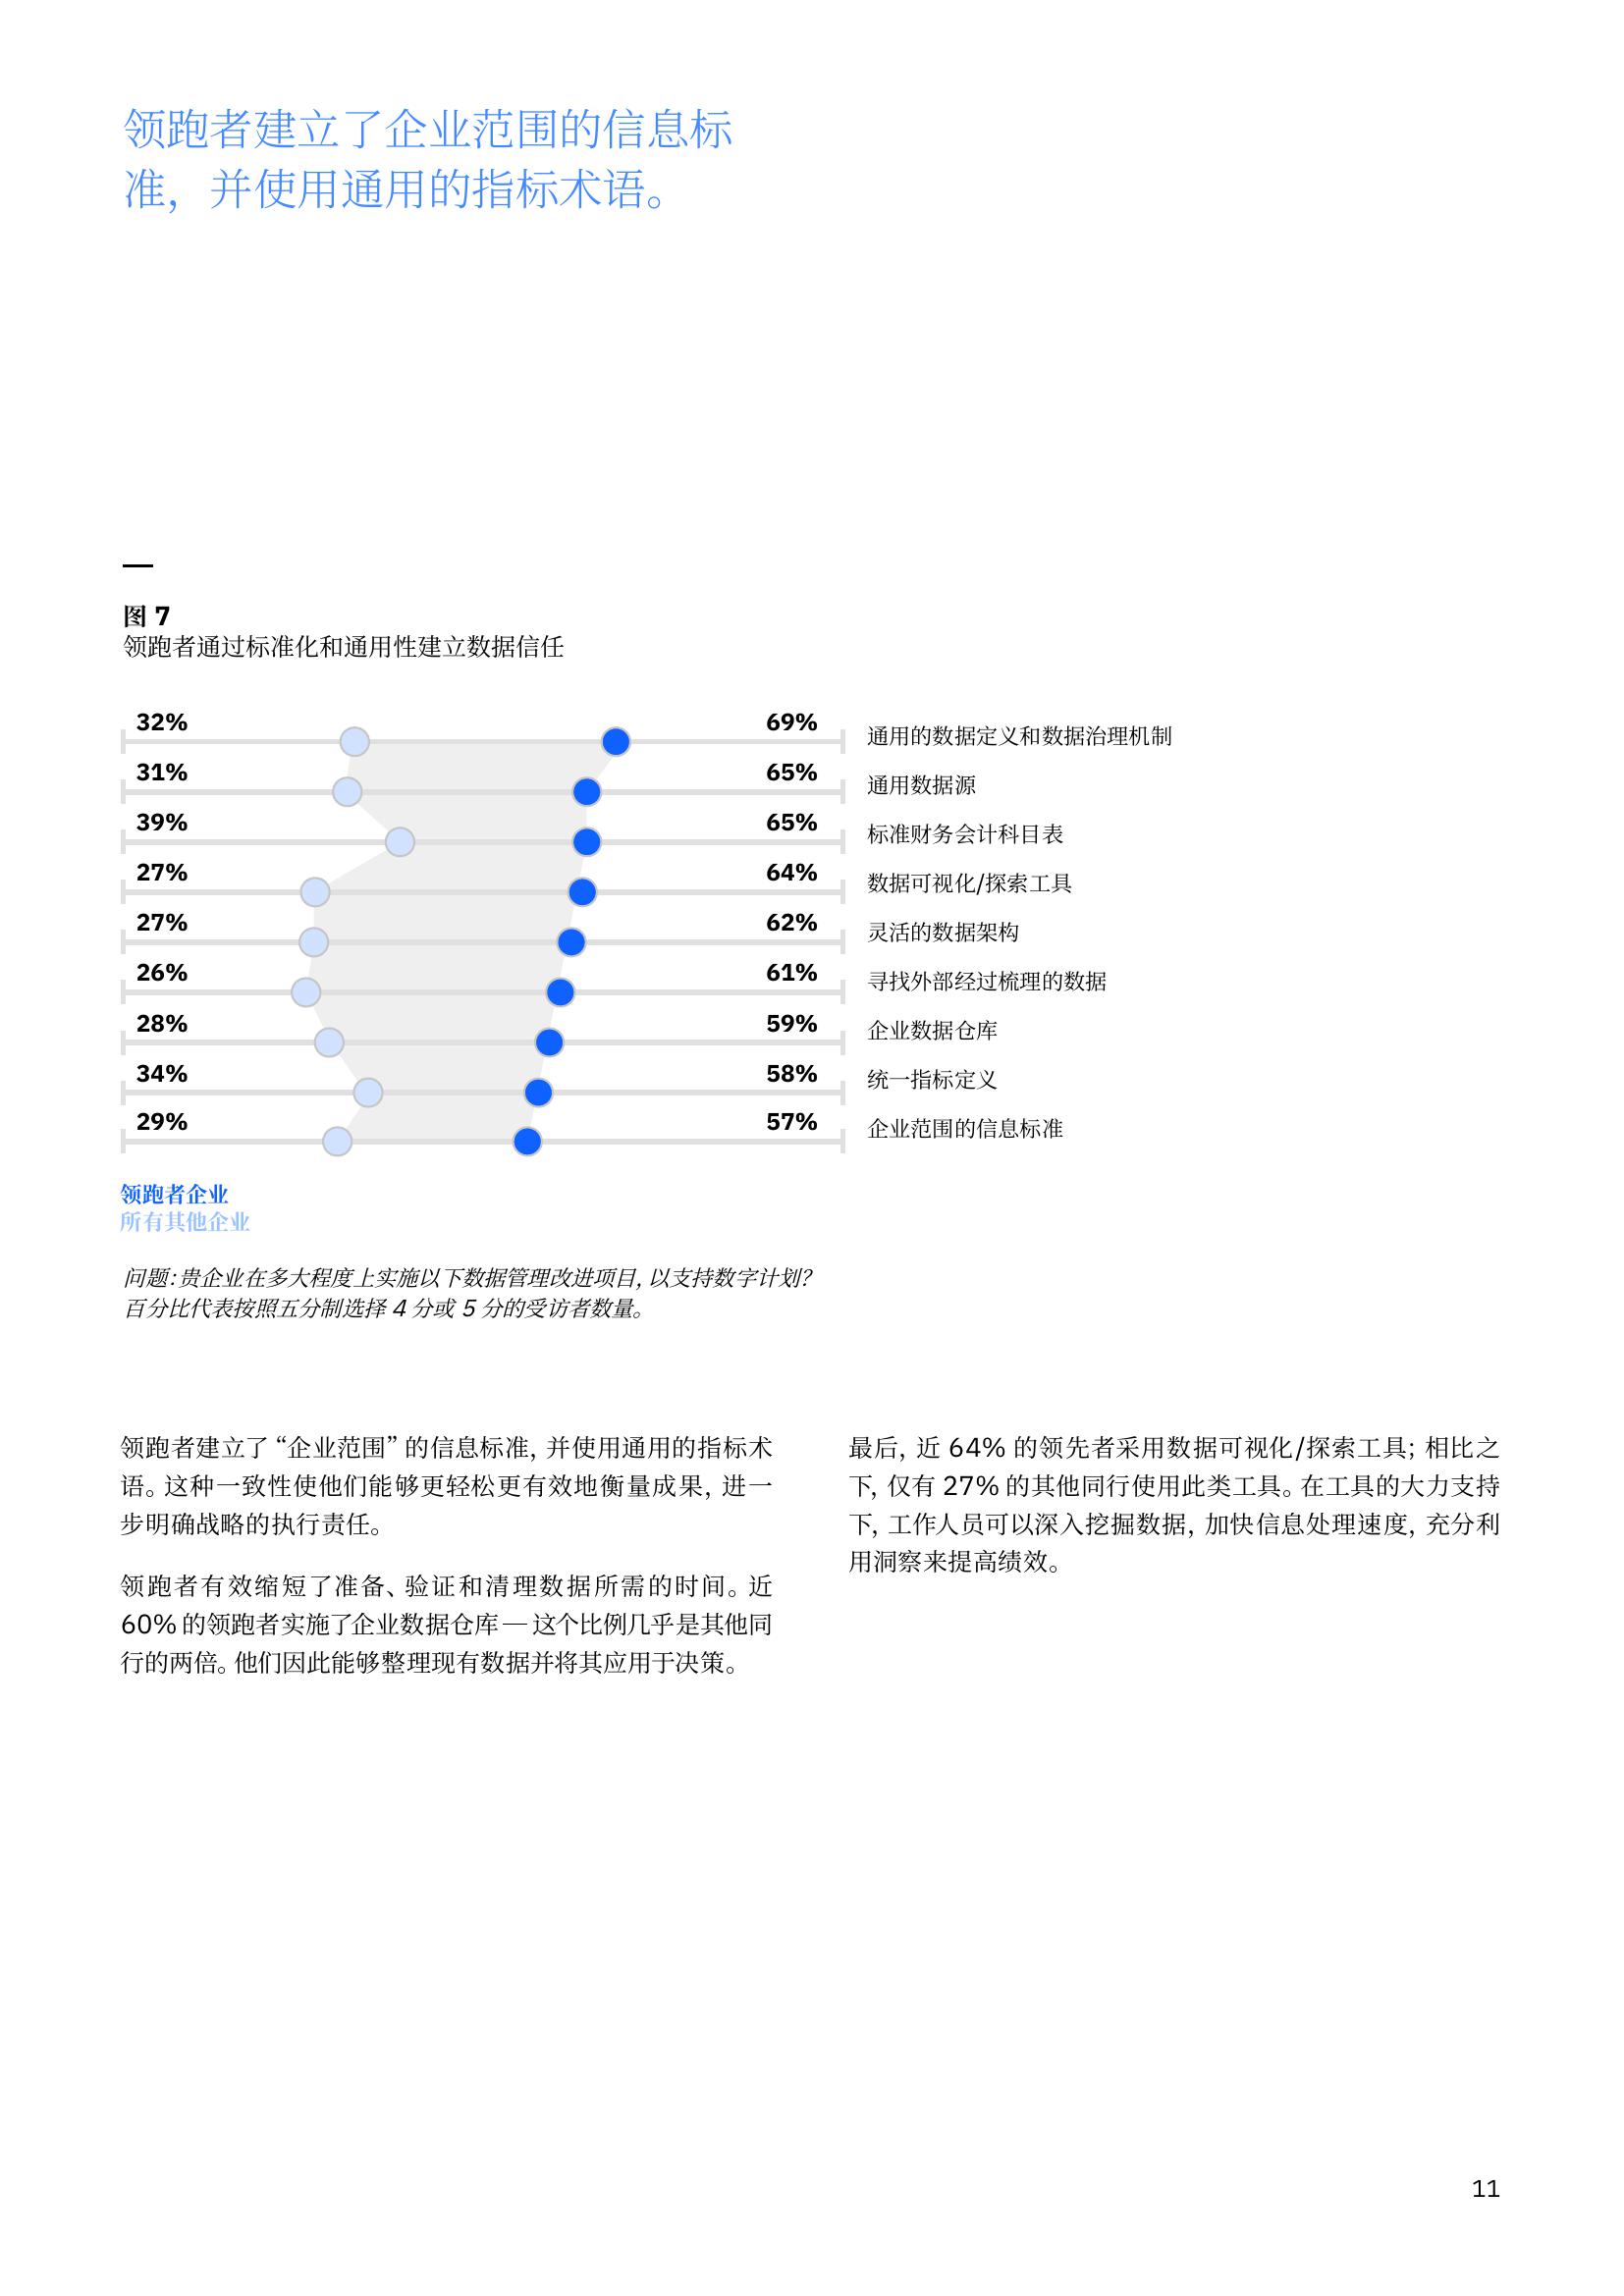 领跑者建立了企业范围的信息标
准，并使用通用的指标术语。
图 7
领跑者通过标准化和通用性建立数据信任
32% 69% 通用的数据定义和数据治理机制
31% 65% 通用数据源
39% 65% 标准财务会计科目表
27% 64% 数据可视化/探索工具
27% 62% 灵活的数据架构
26% 61% 寻找外部经过梳理的数据
28% 59% 企业数据仓库
34% 58% 统一指标定义
29% 57% 企业范围的信息标准
领跑者企业
所有其他企业
问题：贵企业在多大程度上实施以下数据管理改进项目，以支持数字计划？
百分比代表按照五分制选择 4 分或 5 分的受访者数量。
领跑者建立了“企业范围”的信息标准，并使用通用的指标术
语。这种一致性使他们能够更轻松更有效地衡量成果，进一
步明确战略的执行责任。
领跑者有效缩短了准备、验证和清理数据所需的时间。近
60% 的领跑者实施了企业数据仓库 — 这个比例几乎是其他同
行的两倍。他们因此能够整理现有数据并将其应用于决策。
最后，近 64% 的领先者采用数据可视化/探索工具；相比之
下，仅有 27% 的其他同行使用此类工具。在工具的大力支持
下，工作人员可以深入挖掘数据，加快信息处理速度，充分利
用洞察来提高绩效。
11